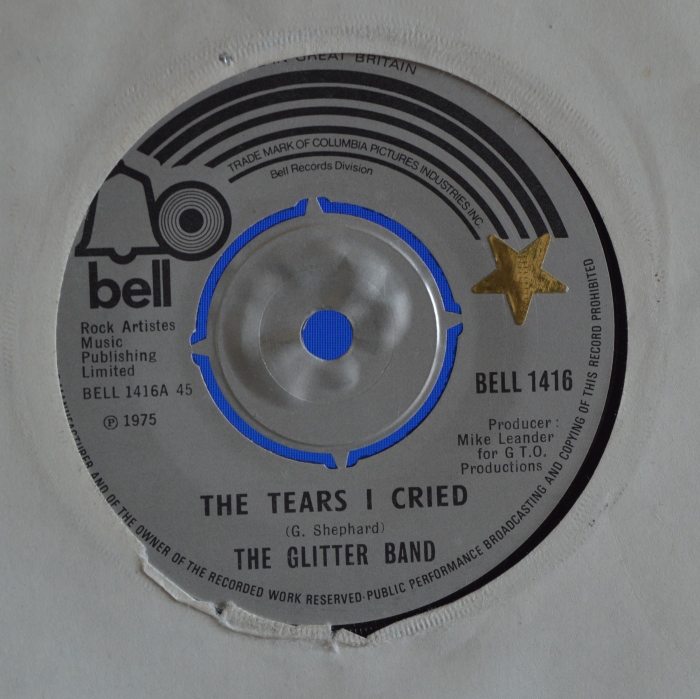 IN GREAT BRITAIN
TRADE MARK OF COLUMBIA PICTURES INDUSTRIES INC.
Bell Records Division
bell
Rock Artistes
Music
Publishing
Limited
BELL 1416A 45
Ⓟ 1975
BELL 1416
Producer:
Mike Leander
for G.T.O.
Productions
THE TEARS I CRIED
(G. Shephard)
THE GLITTER BAND
MANUFACTURER AND OF THE OWNER OF THE RECORDED WORK RESERVED·PUBLIC PERFORMANCE BROADCASTING AND COPYING OF THIS RECORD PROHIBITED